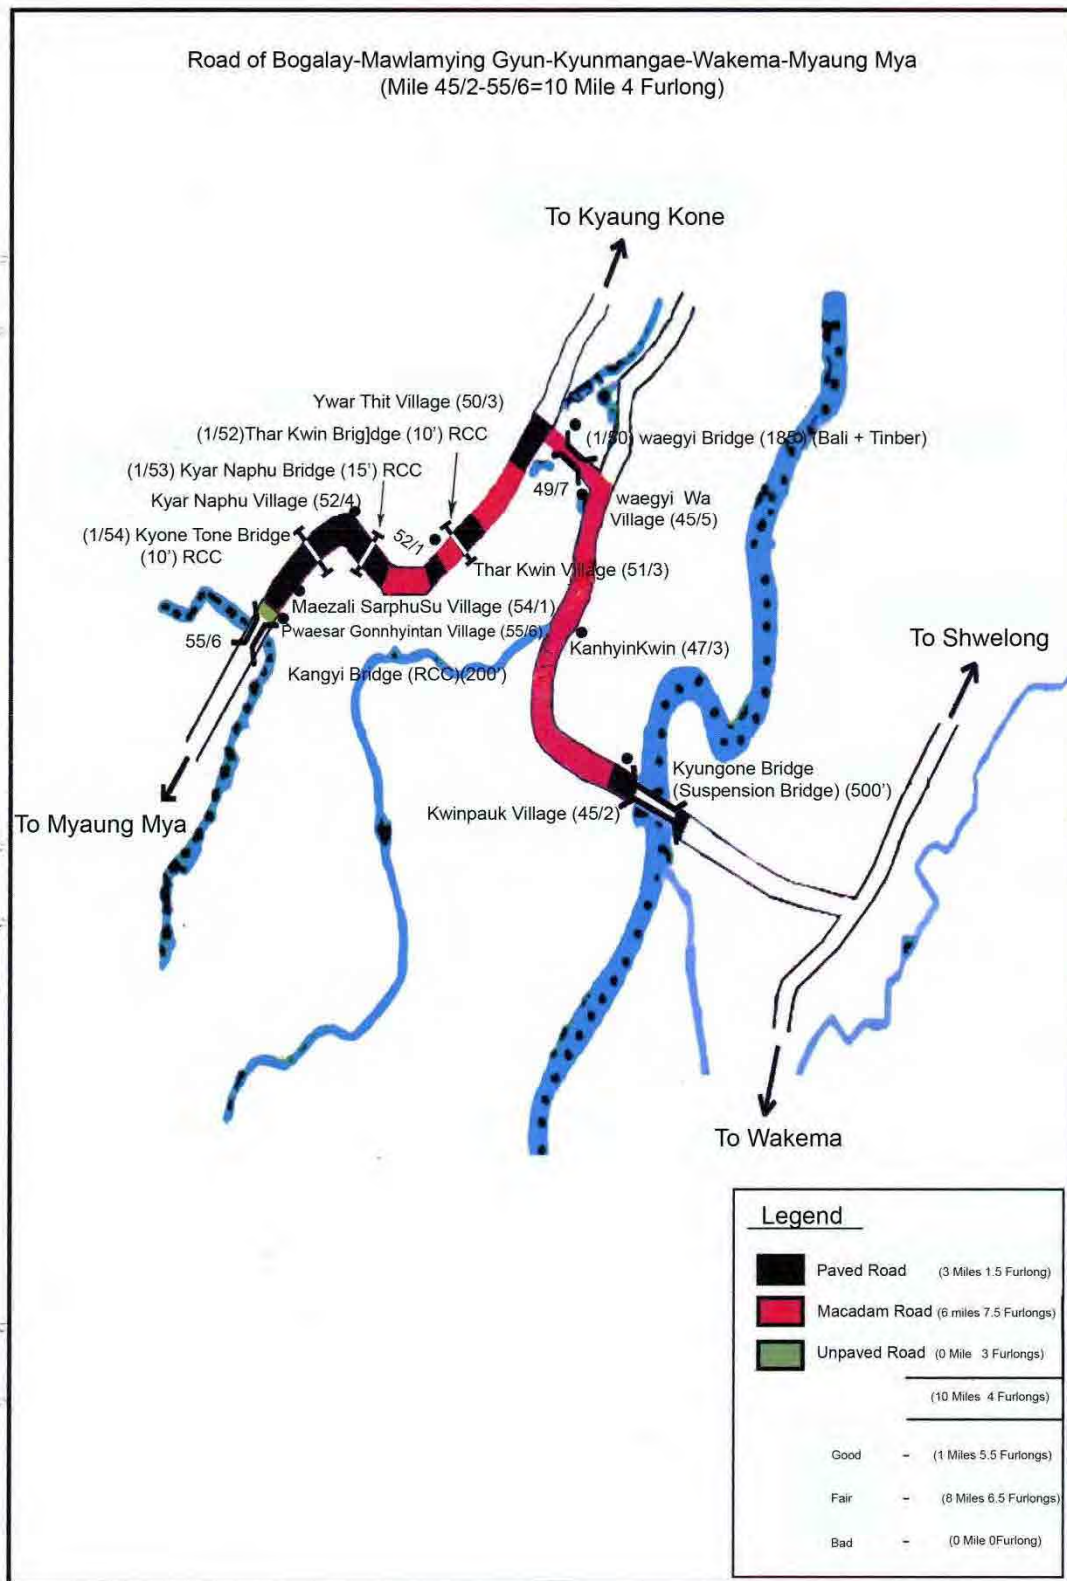 Road of Bogalay-Mawlamying Gyun-Kyunmangae-Wakema-Myaung Mya
(Mile 45/2-55/6=10 Mile 4 Furlong)
To Kyaung Kone
Ywar Thit Village (50/3)
(1/52)Thar Kwin Brig]dge (10') RCC
(1/50) waegyi Bridge (185') (Bali + Tinber)
(1/53) Kyar Naphu Bridge (15') RCC
49/7
Kyar Naphu Village (52/4)
waegyi Wa
Village (45/5)
(1/54) Kyone Tone Bridge
(10') RCC
52/1
Thar Kwin Village (51/3)
Maezali SarphuSu Village (54/1)
55/6
Pwaesar Gonnhyintan Village (55/6)
KanhyinKwin (47/3)
To Shwelong
Kangyi Bridge (RCC)(200')
Kyungone Bridge
(Suspension Bridge) (500')
Kwinpauk Village (45/2)
To Myaung Mya
To Wakema
Legend
Paved Road (3 Miles 1.5 Furlong)
Macadam Road (6 miles 7.5 Furlongs)
Unpaved Road (0 Mile 3 Furlongs)
(10 Miles 4 Furlongs)
Good - (1 Miles 5.5 Furlongs)
Fair - (8 Miles 6.5 Furlongs)
Bad - (0 Mile 0Furlong)